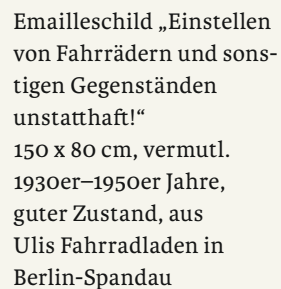 Emailleschild „Einstellen
von Fahrrädern und sons-
tigen Gegenständen
unstatthaft!“
150 x 80 cm, vermutl.
1930er–1950er Jahre,
guter Zustand, aus
Ulis Fahrradladen in
Berlin-Spandau